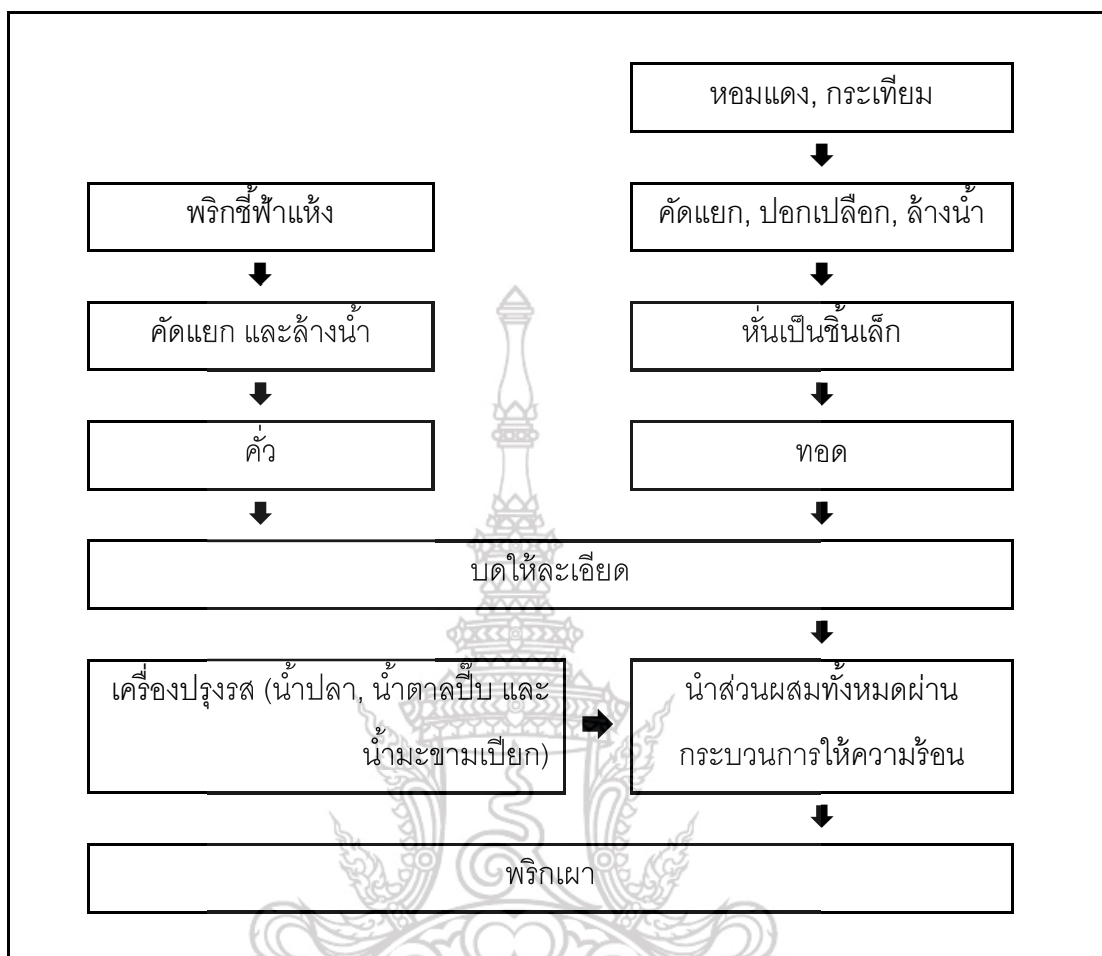 หอมแดง, กระเทียม
พริกชี้ฟ้าแห้ง
คัดแยก, ปอกเปลือก, ล้างน้ำ
คัดแยก และล้างน้ำ
หั่นเป็นชิ้นเล็ก
คั่ว
ทอด
บดให้ละเอียด
เครื่องปรุงรส (น้ำปลา, น้ำตาลปี๊บ และ
น้ำมะขามเปียก)
นำส่วนผสมทั้งหมดผ่าน
กระบวนการให้ความร้อน
พริกเผา